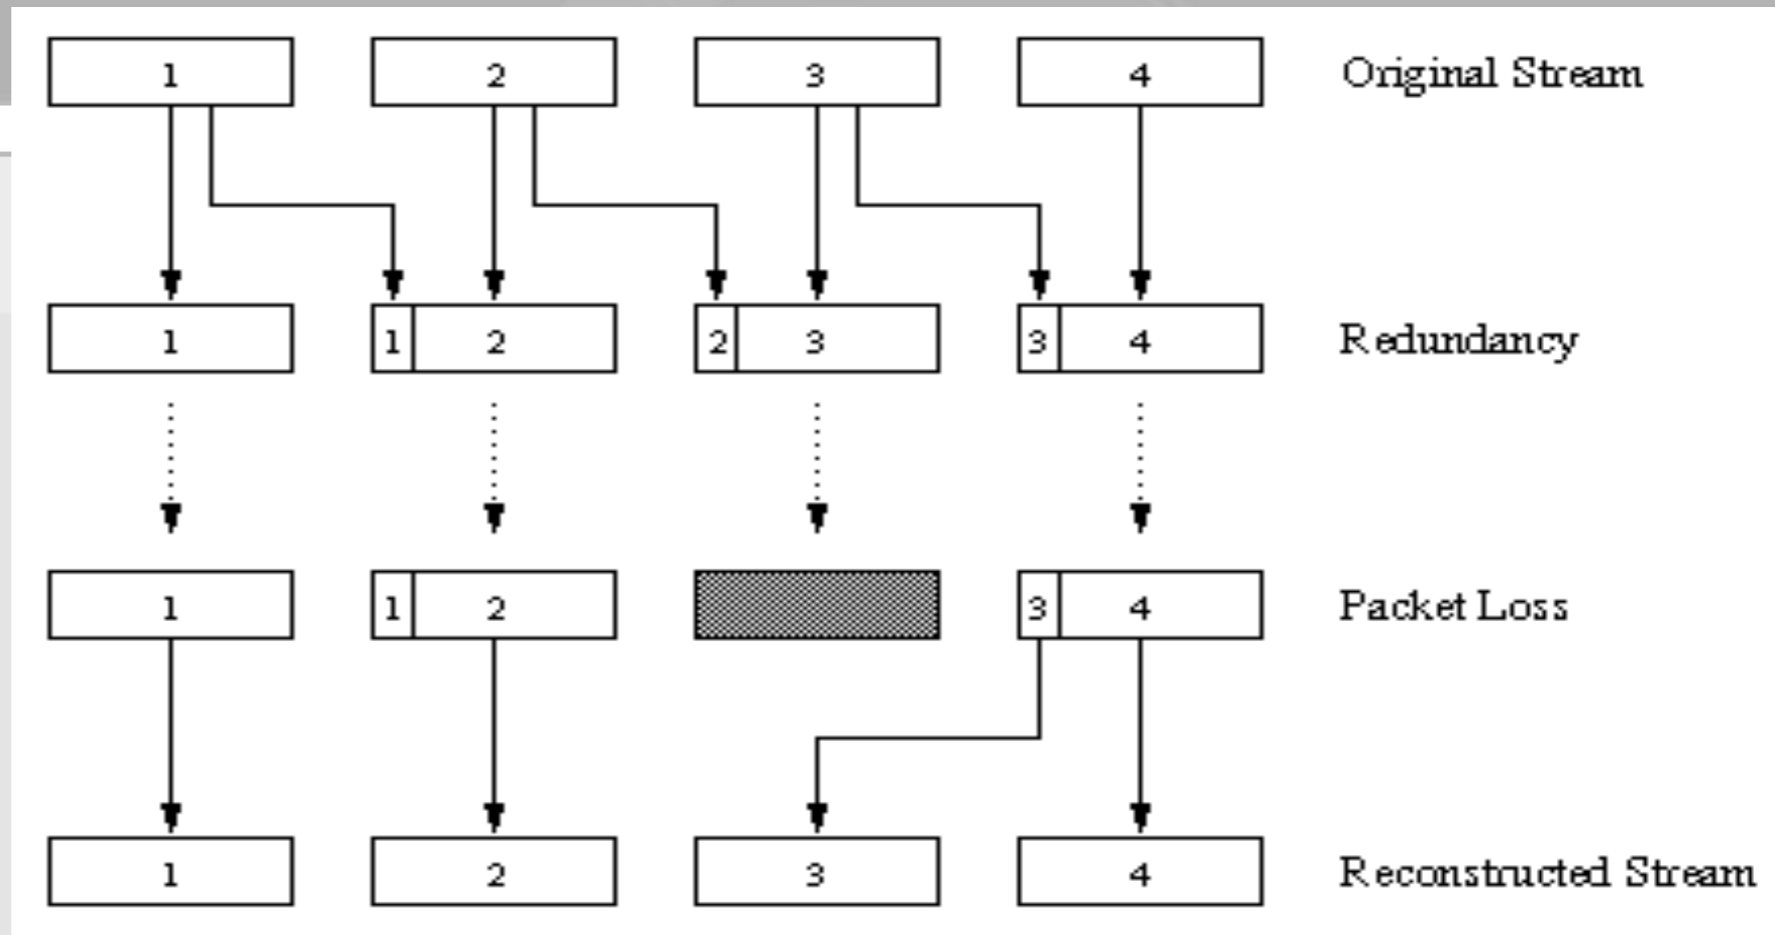 1 2 3 4 Original Stream
1 1 2 2 3 3 4 Redundancy
1 1 2 3 4 Packet Loss
1 2 3 4 Reconstructed Stream